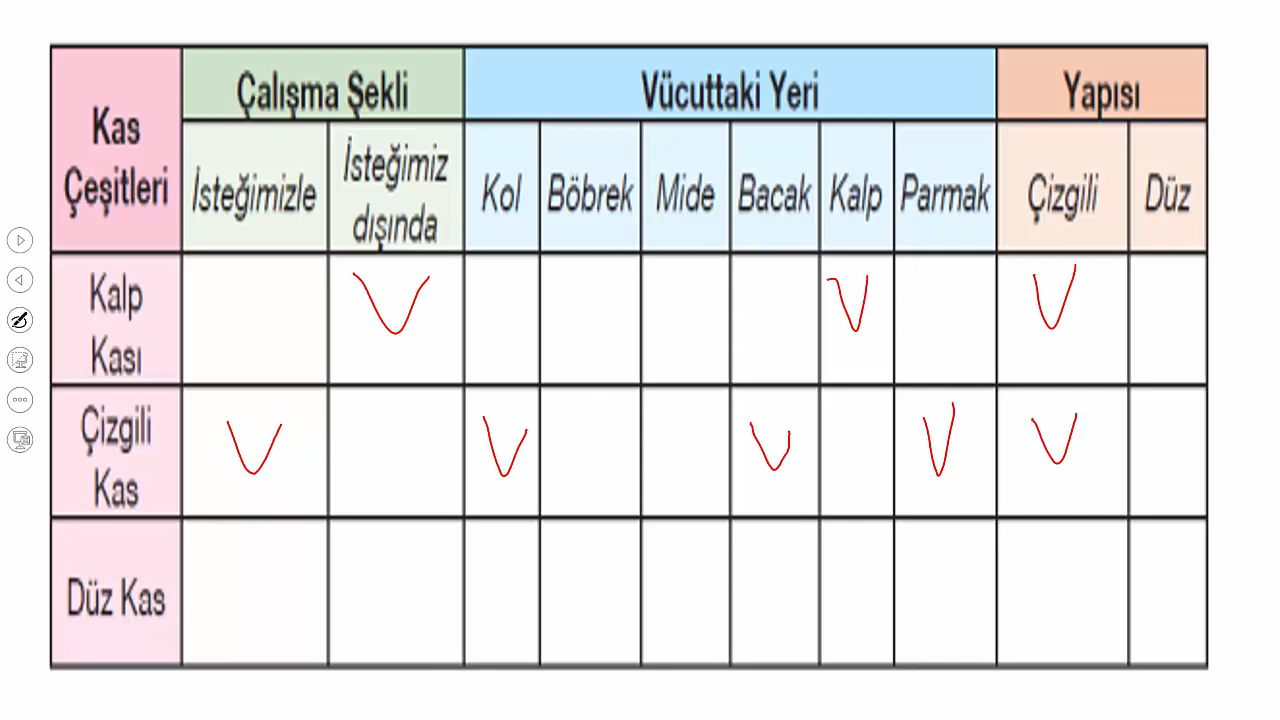 Kas
Çeşitleri
Çalışma Şekli
Vücuttaki Yeri
Yapısı
İsteğimizle
İsteğimiz
dışında
Kol
Böbrek
Mide
Bacak
Kalp
Parmak
Çizgili
Düz
Kalp
Kası
Çizgili
Kas
Düz Kas